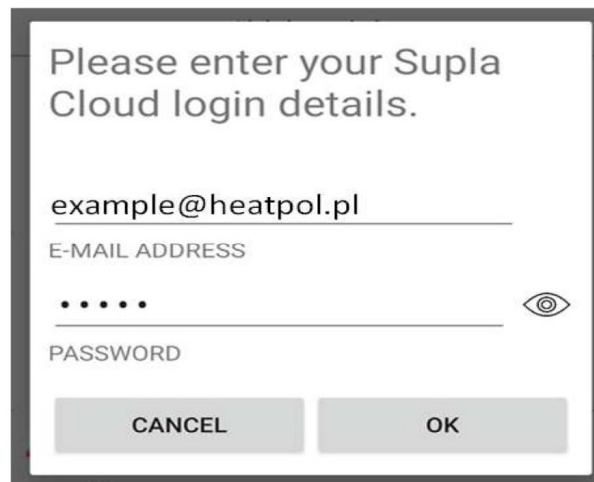 Please enter your Supla
Cloud login details.
example@heatpol.pl
E-MAIL ADDRESS
•••••
PASSWORD
CANCEL
OK